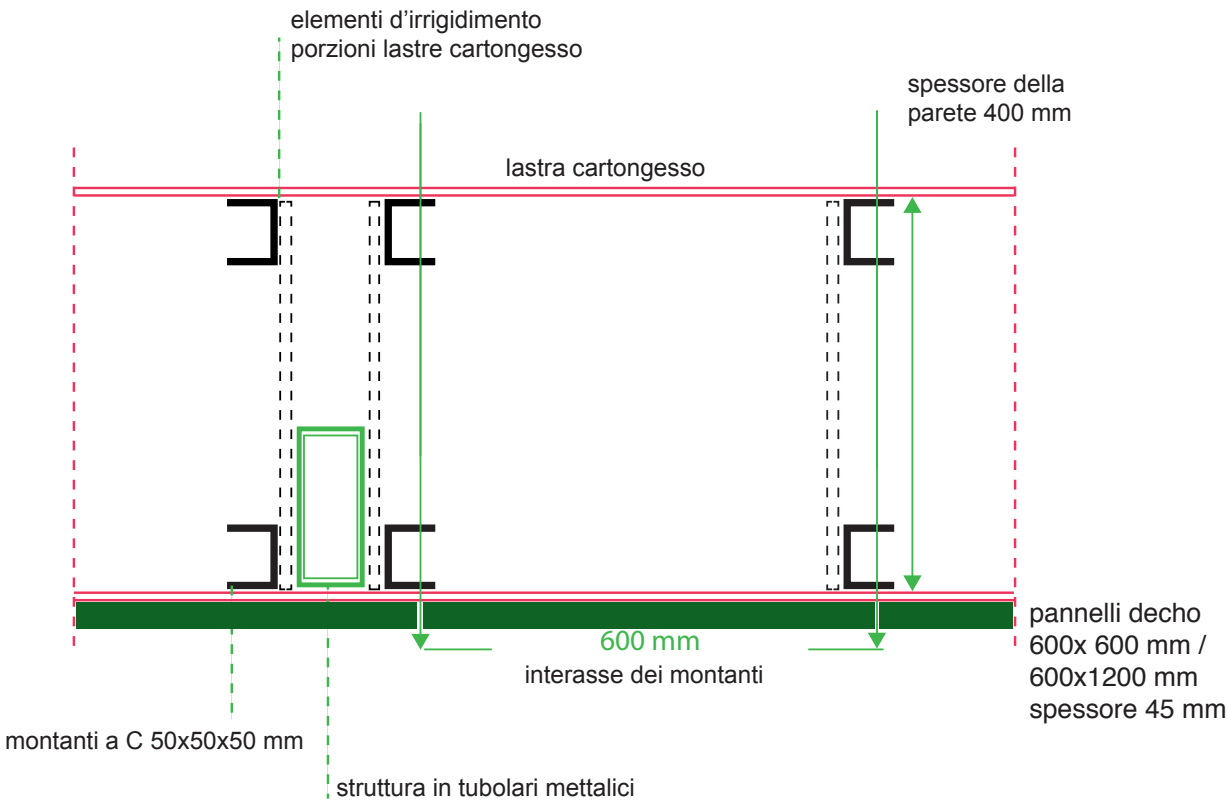 elementi d’irrigidimento
porzioni lastre cartongesso
spessore della
parete 400 mm
lastra cartongesso
600 mm
interasse dei montanti
pannelli decho
600x 600 mm /
600x1200 mm
spessore 45 mm
montanti a C 50x50x50 mm
struttura in tubolari mettalici